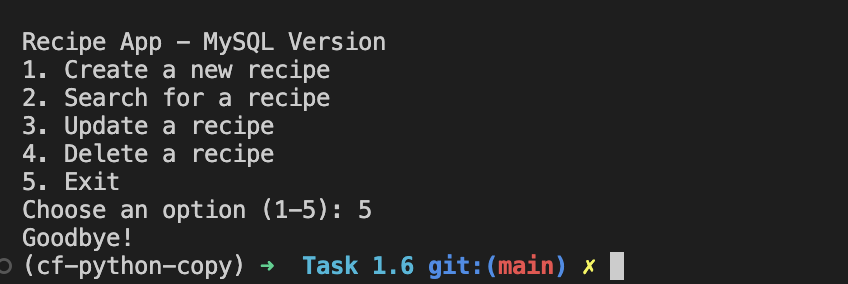 Recipe App – MySQL Version
1. Create a new recipe
2. Search for a recipe
3. Update a recipe
4. Delete a recipe
5. Exit
Choose an option (1-5): 5
Goodbye!
(cf-python-copy) ➜  Task 1.6 git:(main) ✗